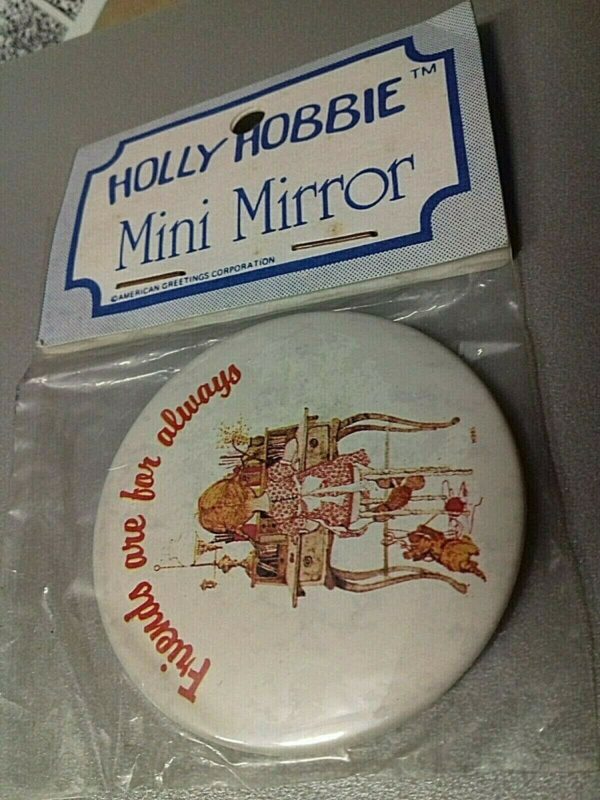 HOLLY HOBBIE™
Mini Mirror
©AMERICAN GREETINGS CORPORATION
Friends are for always